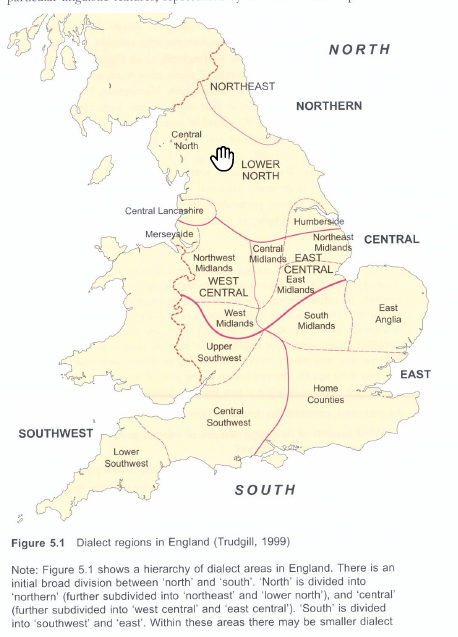 NORTH
NORTHEAST
NORTHERN
Central
North
LOWER
NORTH
Central Lancashire
Humberside
Merseyside
Northeast
Midlands
CENTRAL
Central
Midlands
Northwest
Midlands
EAST
CENTRAL
WEST
CENTRAL
East
Midlands
East
Anglia
West
Midlands
South
Midlands
Upper
Southwest
EAST
Home
Counties
Central
Southwest
SOUTHWEST
Lower
Southwest
SOUTH
Figure 5.1 Dialect regions in England (Trudgill, 1999)
Note: Figure 5.1 shows a hierarchy of dialect areas in England. There is an
initial broad division between 'north' and 'south'. 'North' is divided into
'northern' (further subdivided into 'northeast' and 'lower north'), and 'central'
(further subdivided into 'west central' and 'east central'). 'South' is divided
into 'southwest' and 'east'. Within these areas there may be smaller dialect